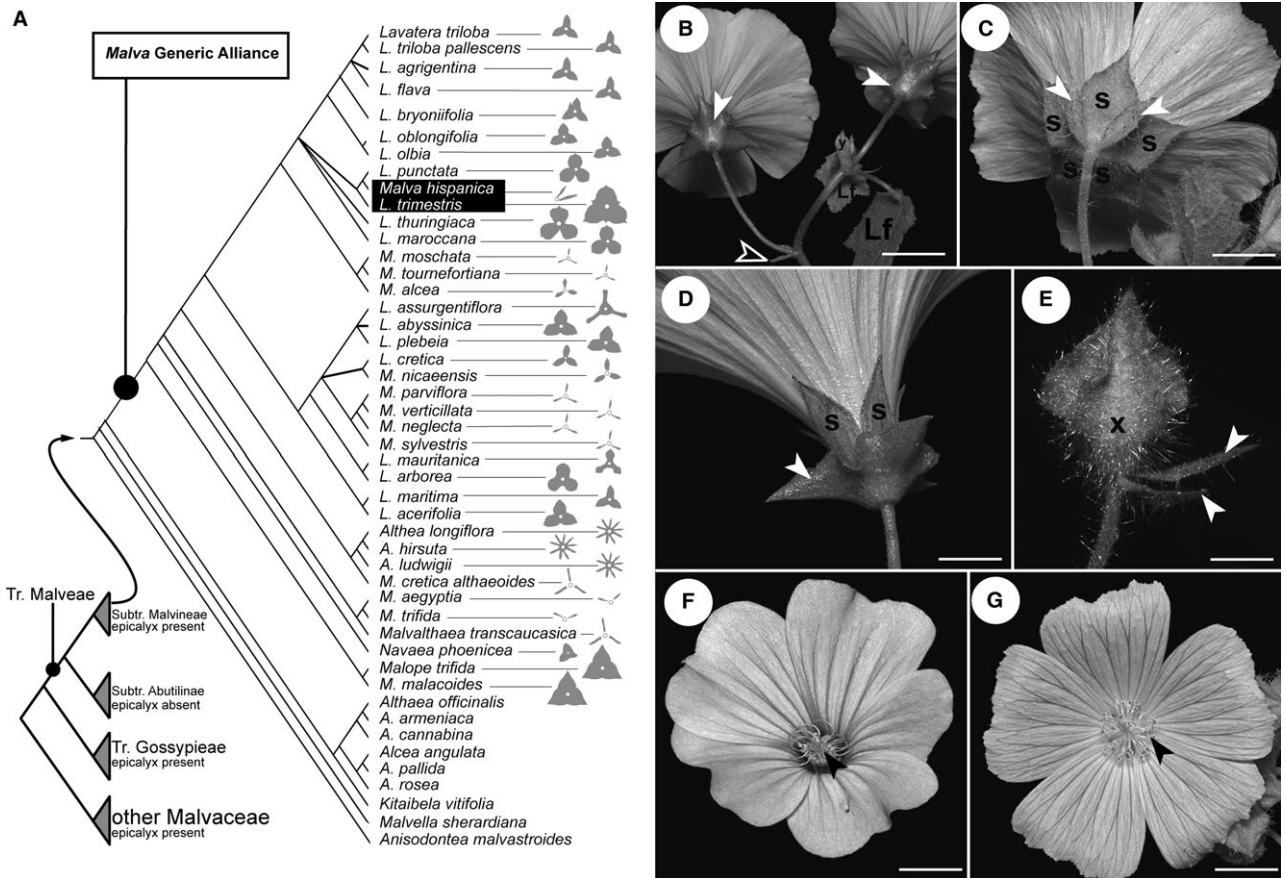 A
Malva Generic Alliance
Lavatera triloba
L. triloba pallescens
L. agrigentina
L. flava
L. bryoniifolia
L. oblongifolia
L. olbia
L. punctata
Malva hispanica
L. trimestris
L. thuringiaca
L. maroccana
M. moschata
M. tournefortiana
M. alcea
L. assurgentiflora
L. abyssinica
L. plebeia
L. cretica
M. nicaeensis
M. parviflora
M. verticillata
M. neglecta
M. sylvestris
L. mauritanica
L. arborea
L. maritima
L. acerifolia
Althea longiflora
A. hirsuta
A. ludwigii
M. cretica althaeoides
M. aegyptia
M. trifida
Malvalthaea transcaucasica
Navaea phoenicea
Malope trifida
M. malacoides
Althaea officinalis
A. armeniaca
A. cannabina
Alcea angulata
A. pallida
A. rosea
Kitaibela vitifolia
Malvella sherardiana
Anisodontea malvastroides
Tr. Malveae
Subtr. Malvineae
epicalyx present
Subtr. Abutilinae
epicalyx absent
Tr. Gossypieae
epicalyx present
other Malvaceae
epicalyx present
B
y
Lf
Lf
C
s
s
s
s
s
D
s
s
E
x
F
G